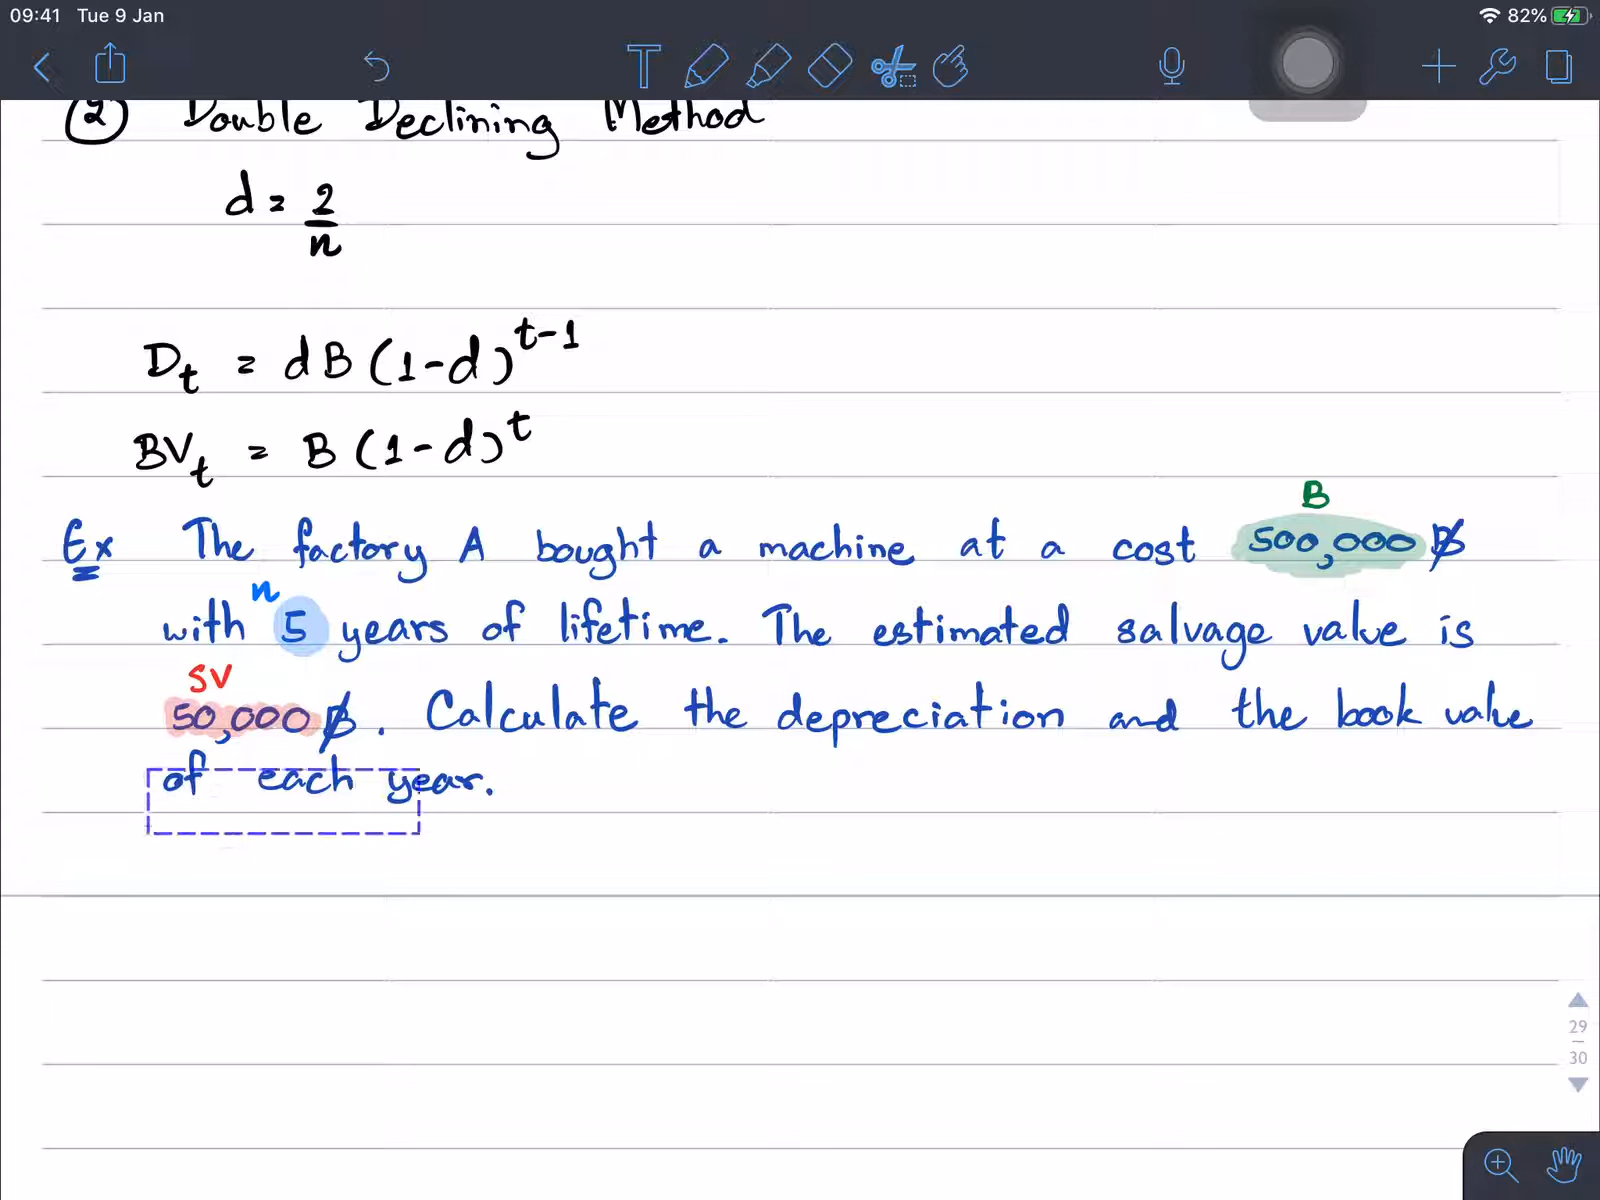 09:41 Tue 9 Jan 82%
T
② Double Declining Method
d = 2/n
Dₜ = dB(1-d)ᵗ⁻¹
BVₜ = B(1-d)ᵗ
B
Ex The factory A bought a machine at a cost 500,000 ฿
n
with 5 years of lifetime. The estimated salvage value is
SV
50,000 ฿. Calculate the depreciation and the book value
of each year.
29
30